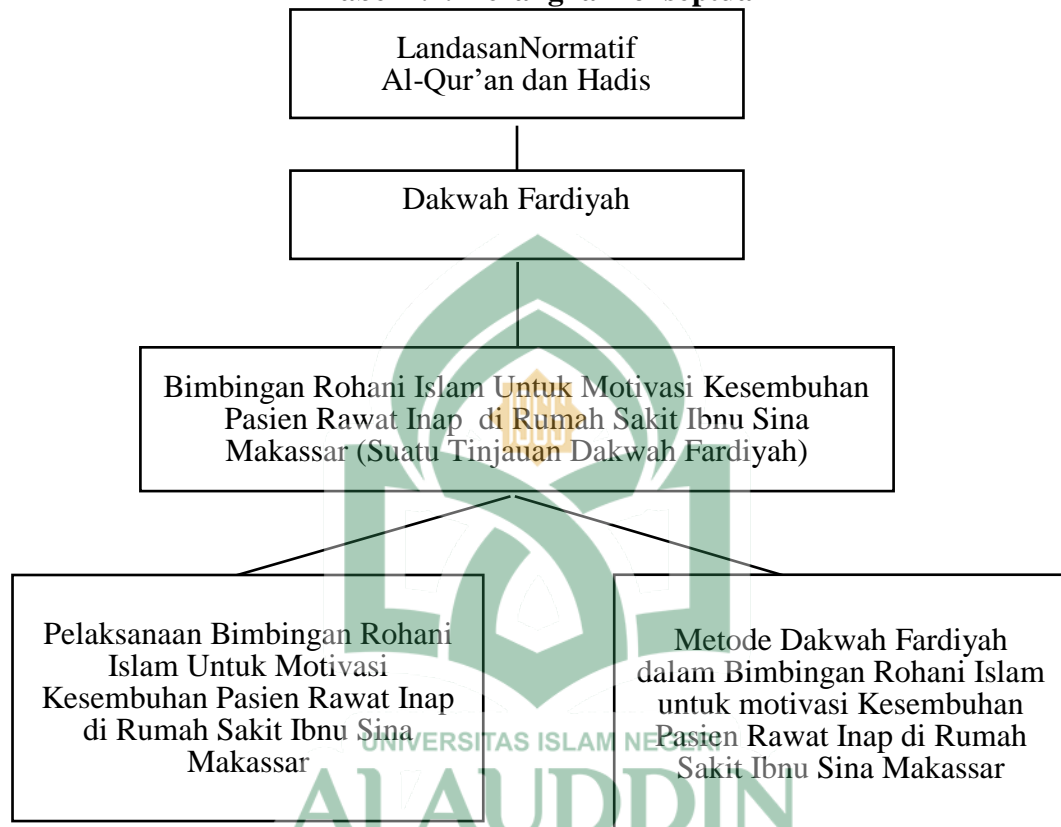 LandasanNormatif
Al-Qur'an dan Hadis
Dakwah Fardiyah
Bimbingan Rohani Islam Untuk Motivasi Kesembuhan
Pasien Rawat Inap di Rumah Sakit Ibnu Sina
Makassar (Suatu Tinjauan Dakwah Fardiyah)
Pelaksanaan Bimbingan Rohani
Islam Untuk Motivasi
Kesembuhan Pasien Rawat Inap
di Rumah Sakit Ibnu Sina
Makassar
Metode Dakwah Fardiyah
dalam Bimbingan Rohani Islam
untuk motivasi Kesembuhan
Pasien Rawat Inap di Rumah
Sakit Ibnu Sina Makassar
UNIVERSITAS ISLAM NEGERI
ALAUDDIN